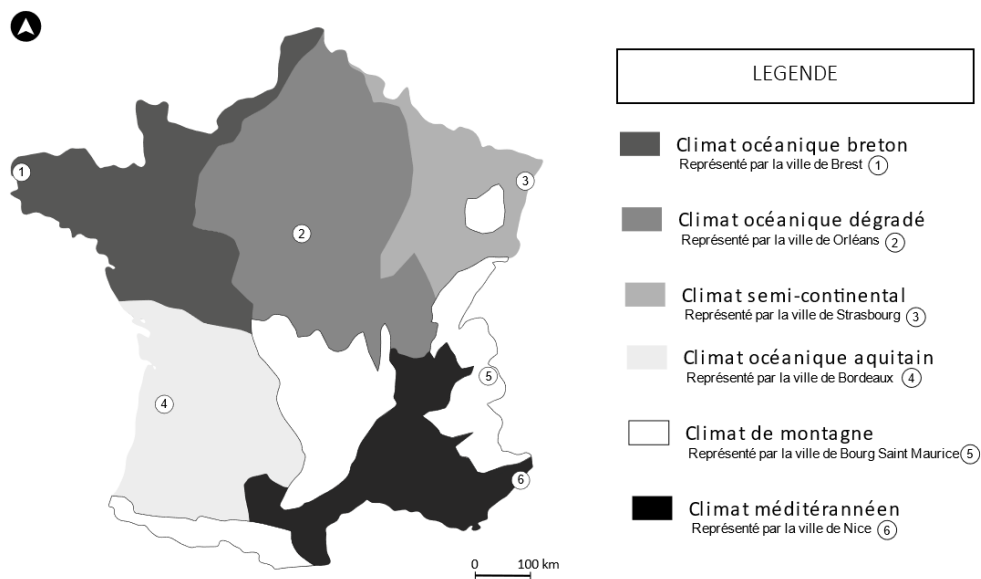 LEGENDE
Climat océanique breton
Représenté par la ville de Brest 1
Climat océanique dégradé
Représenté par la ville de Orléans 2
Climat semi-continental
Représenté par la ville de Strasbourg 3
Climat océanique aquitain
Représenté par la ville de Bordeaux 4
Climat de montagne
Représenté par la ville de Bourg Saint Maurice 5
Climat méditérannéen
Représenté par la ville de Nice 6
1
3
2
5
4
6
0 100 km